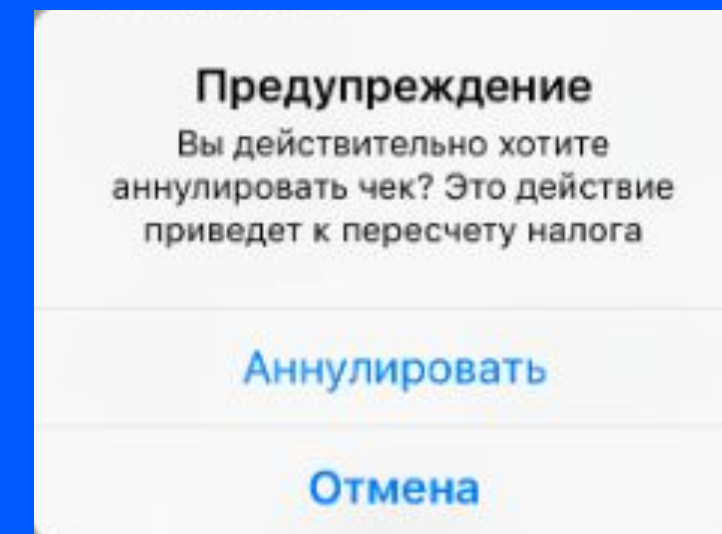 Предупреждение
Вы действительно хотите
аннулировать чек? Это действие
приведет к пересчету налога
Аннулировать
Отмена